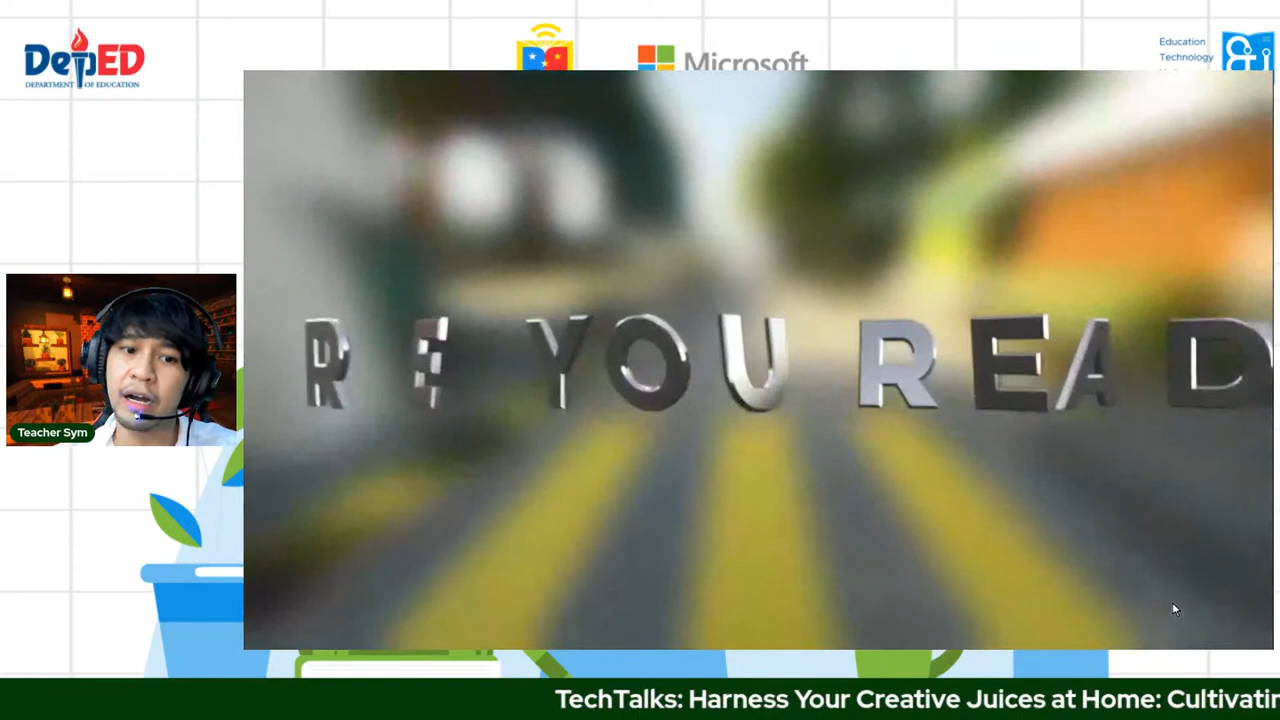 DepED
DEPARTMENT OF EDUCATION
Microsoft
Education
Technology
RE YOU READ
Teacher Sym
TechTalks: Harness Your Creative Juices at Home: Cultivatin